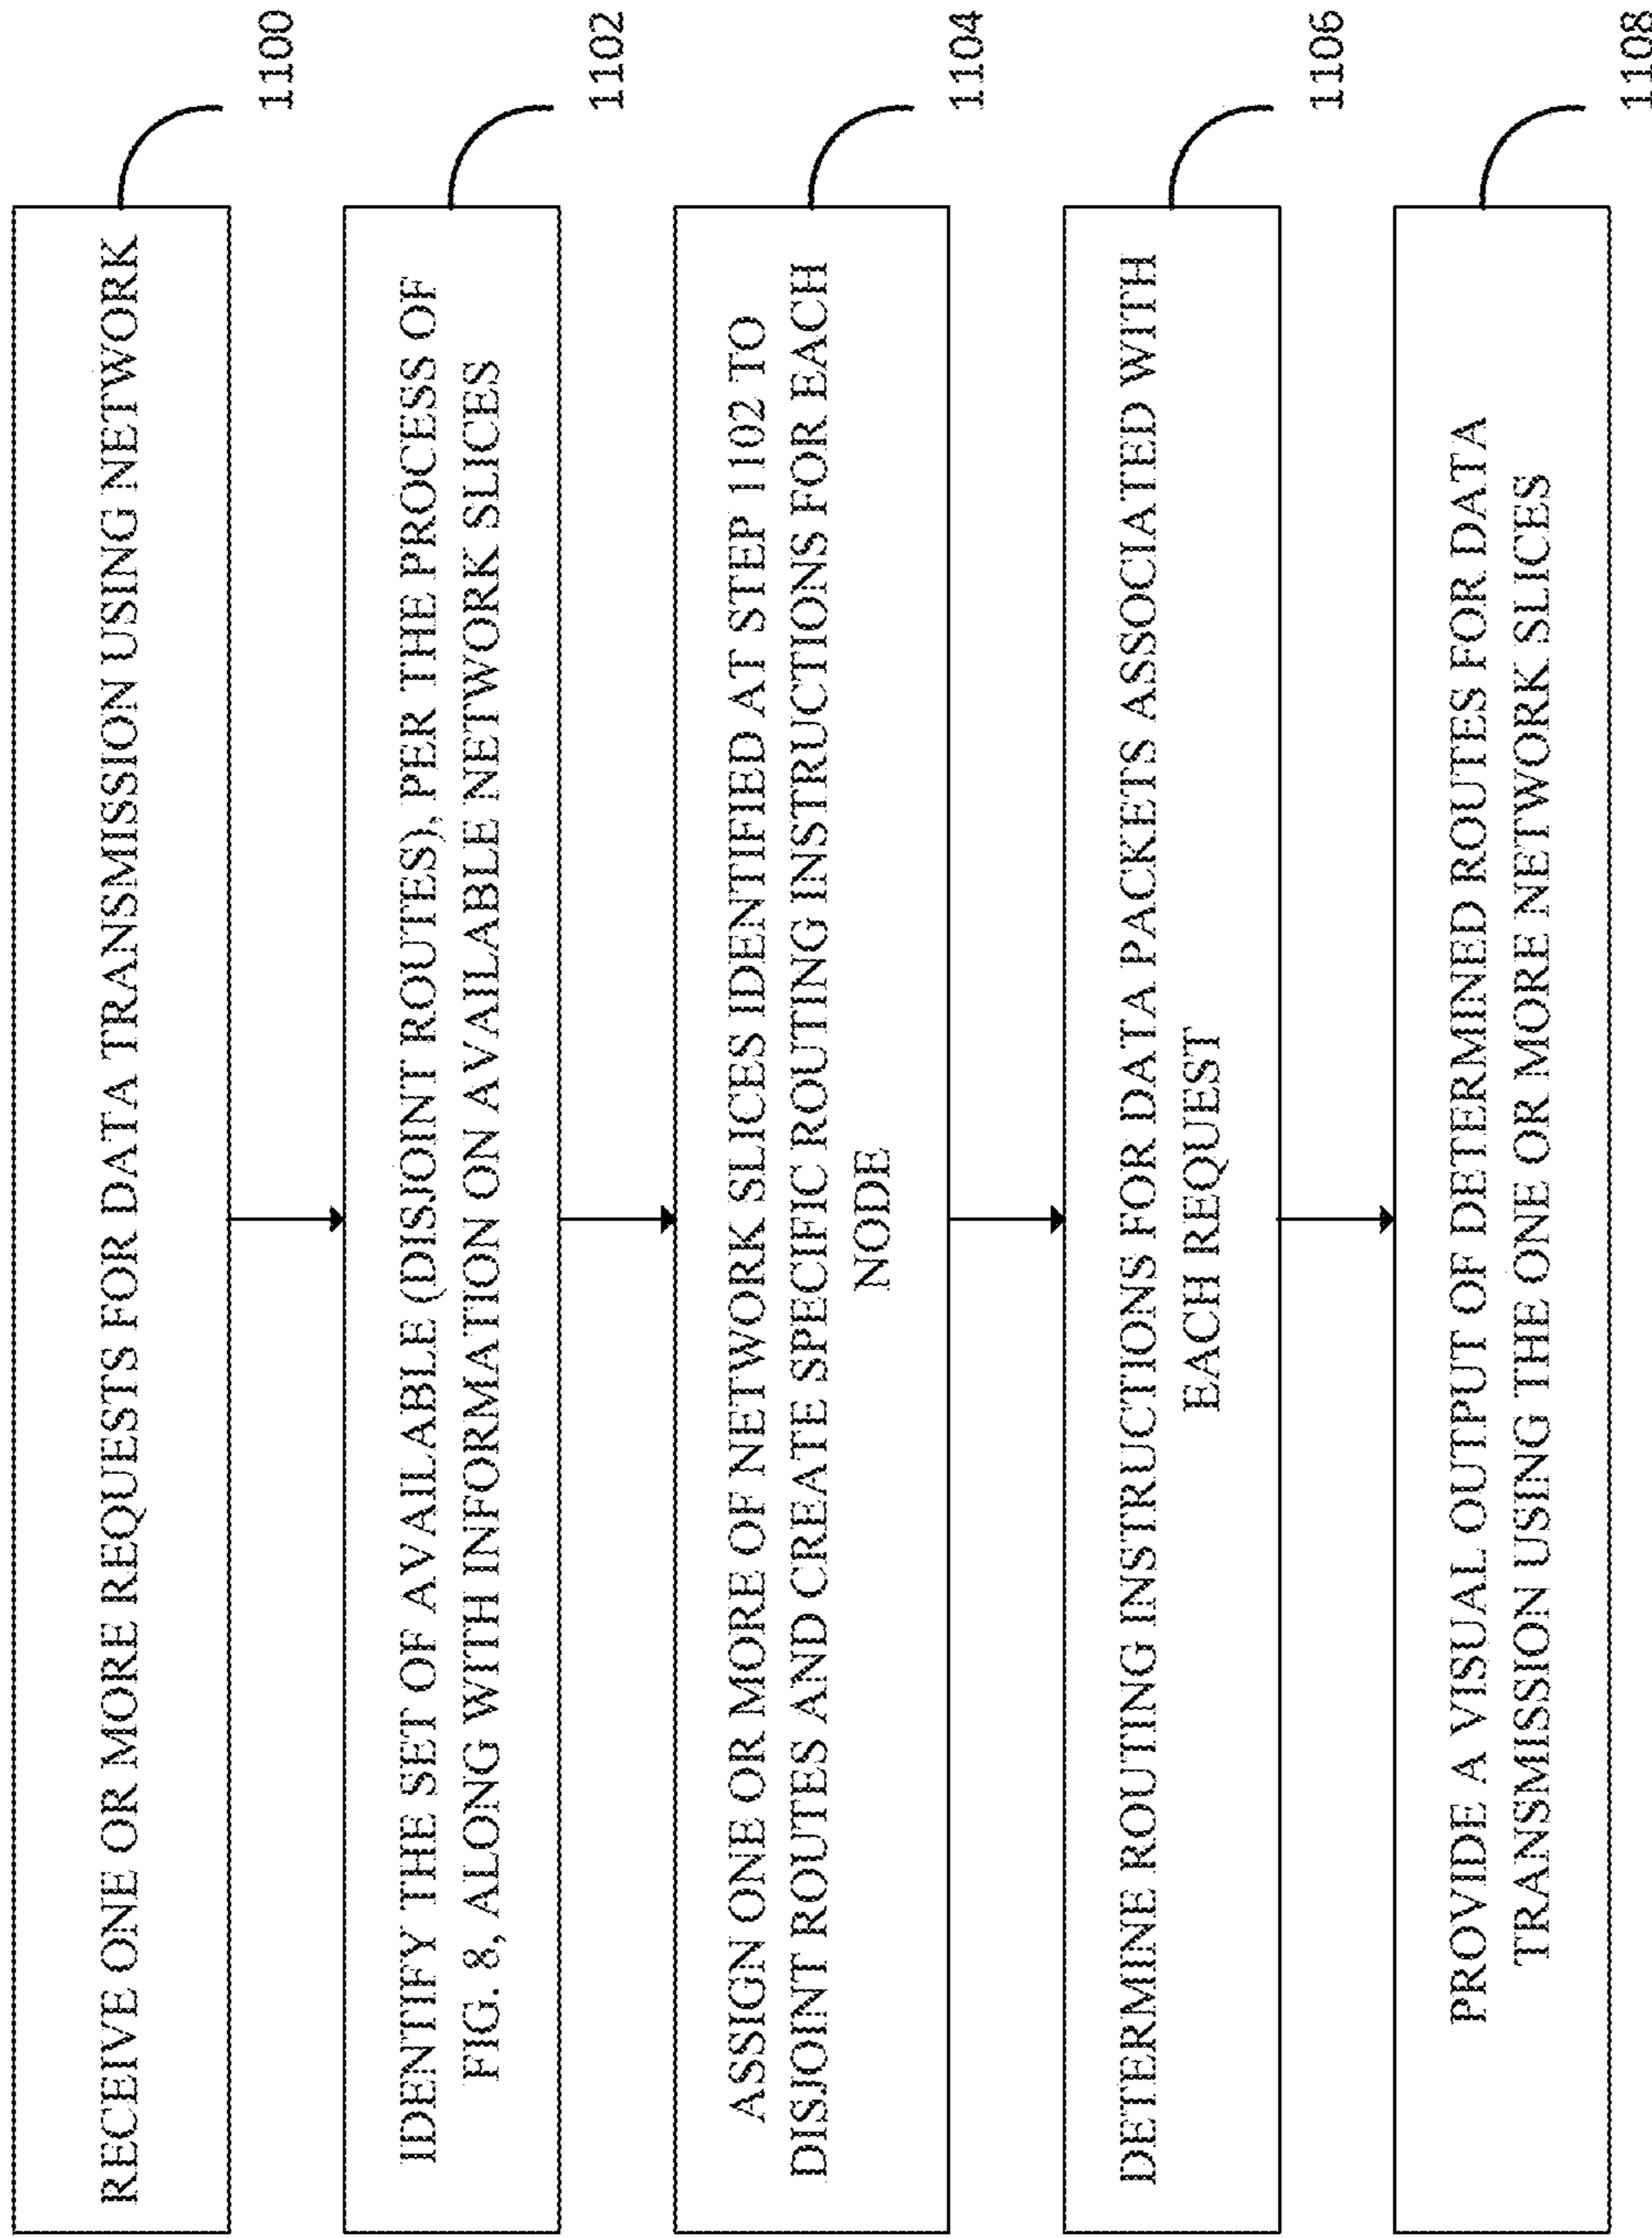 RECEIVE ONE OR MORE REQUESTS FOR DATA TRANSMISSION USING NETWORK
1100
IDENTIFY THE SET OF AVAILABLE (DISJOINT ROUTES), PER THE PROCESS OF
FIG. 8, ALONG WITH INFORMATION ON AVAILABLE NETWORK SLICES
1102
ASSIGN ONE OR MORE OF NETWORK SLICES IDENTIFIED AT STEP 1102 TO
DISJOINT ROUTES AND CREATE SPECIFIC ROUTING INSTRUCTIONS FOR EACH
NODE
1104
DETERMINE ROUTING INSTRUCTIONS FOR DATA PACKETS ASSOCIATED WITH
EACH REQUEST
1106
PROVIDE A VISUAL OUTPUT OF DETERMINED ROUTES FOR DATA
TRANSMISSION USING THE ONE OR MORE NETWORK SLICES
1108